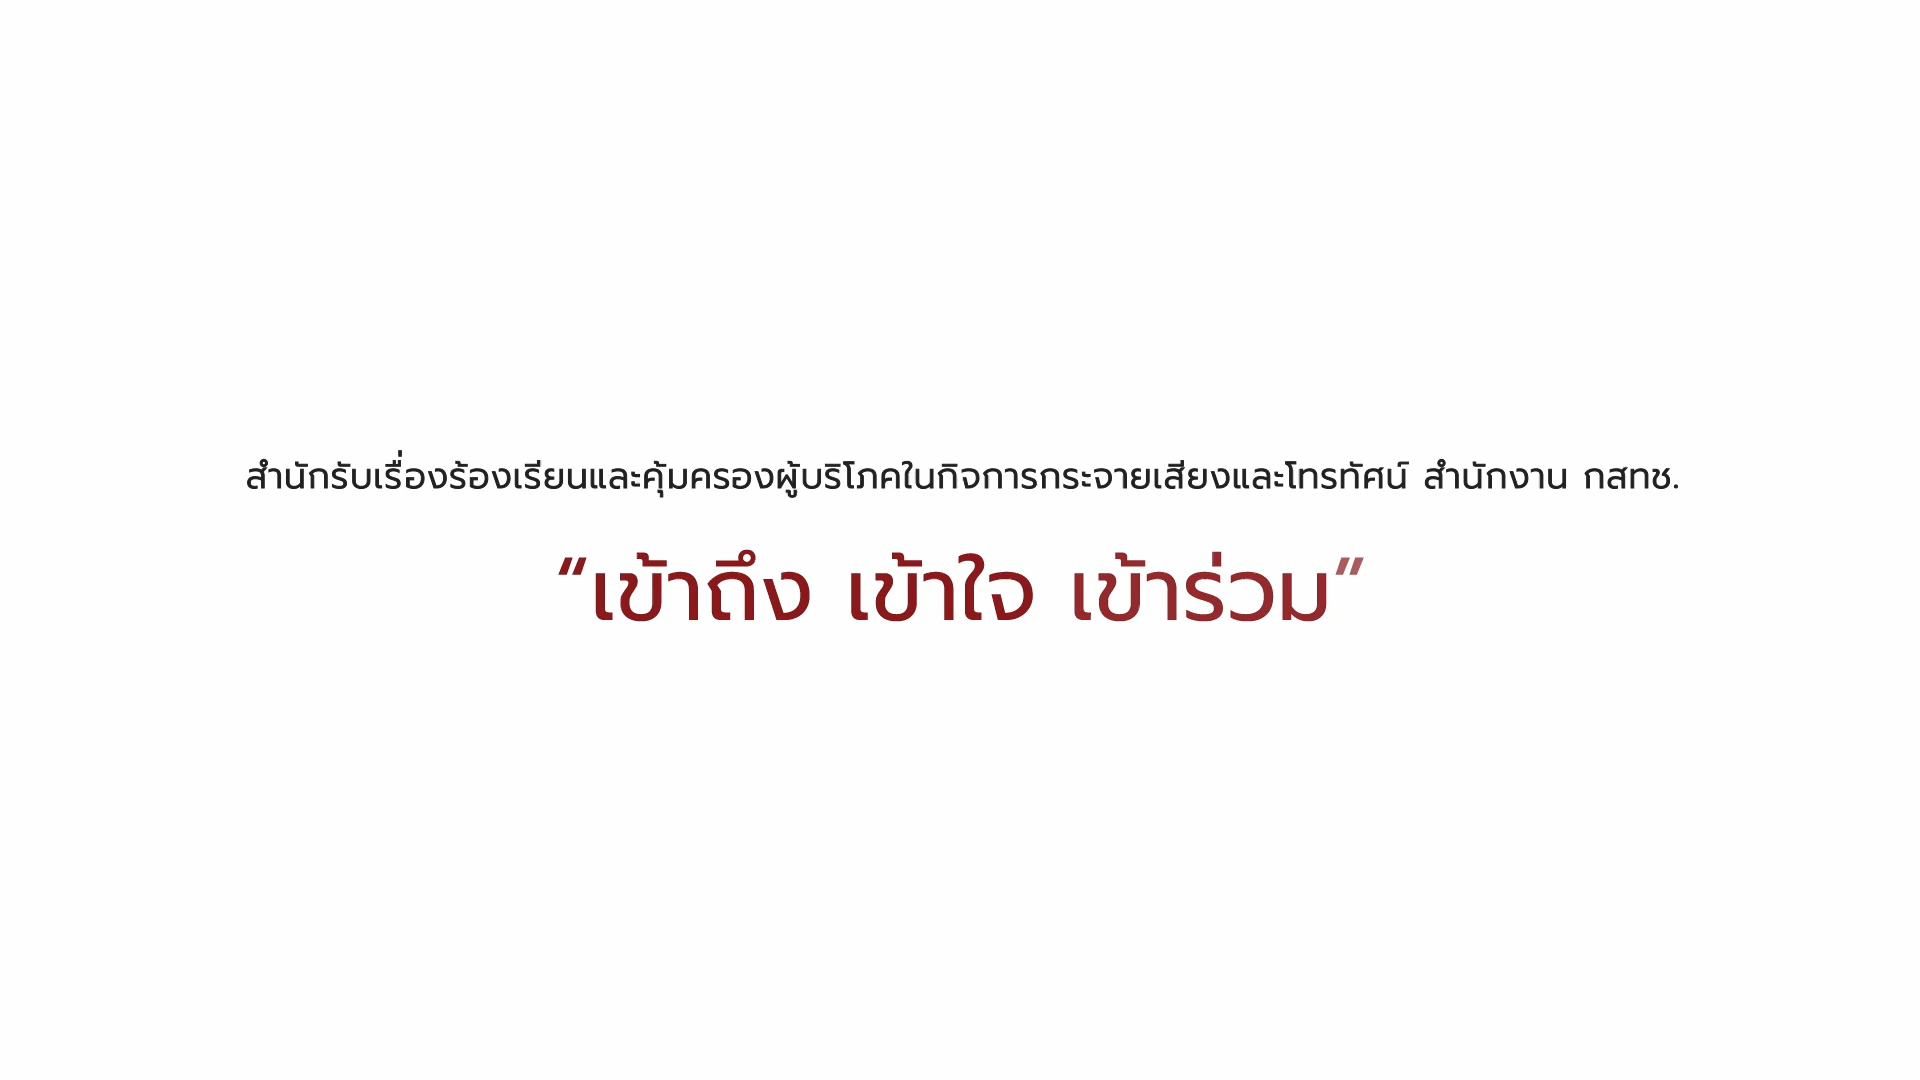 สำนักรับเรื่องร้องเรียนและคุ้มครองผู้บริโภคในกิจการกระจายเสียงและโทรทัศน์ สำนักงาน กสทช.
“เข้าถึง เข้าใจ เข้าร่วม”